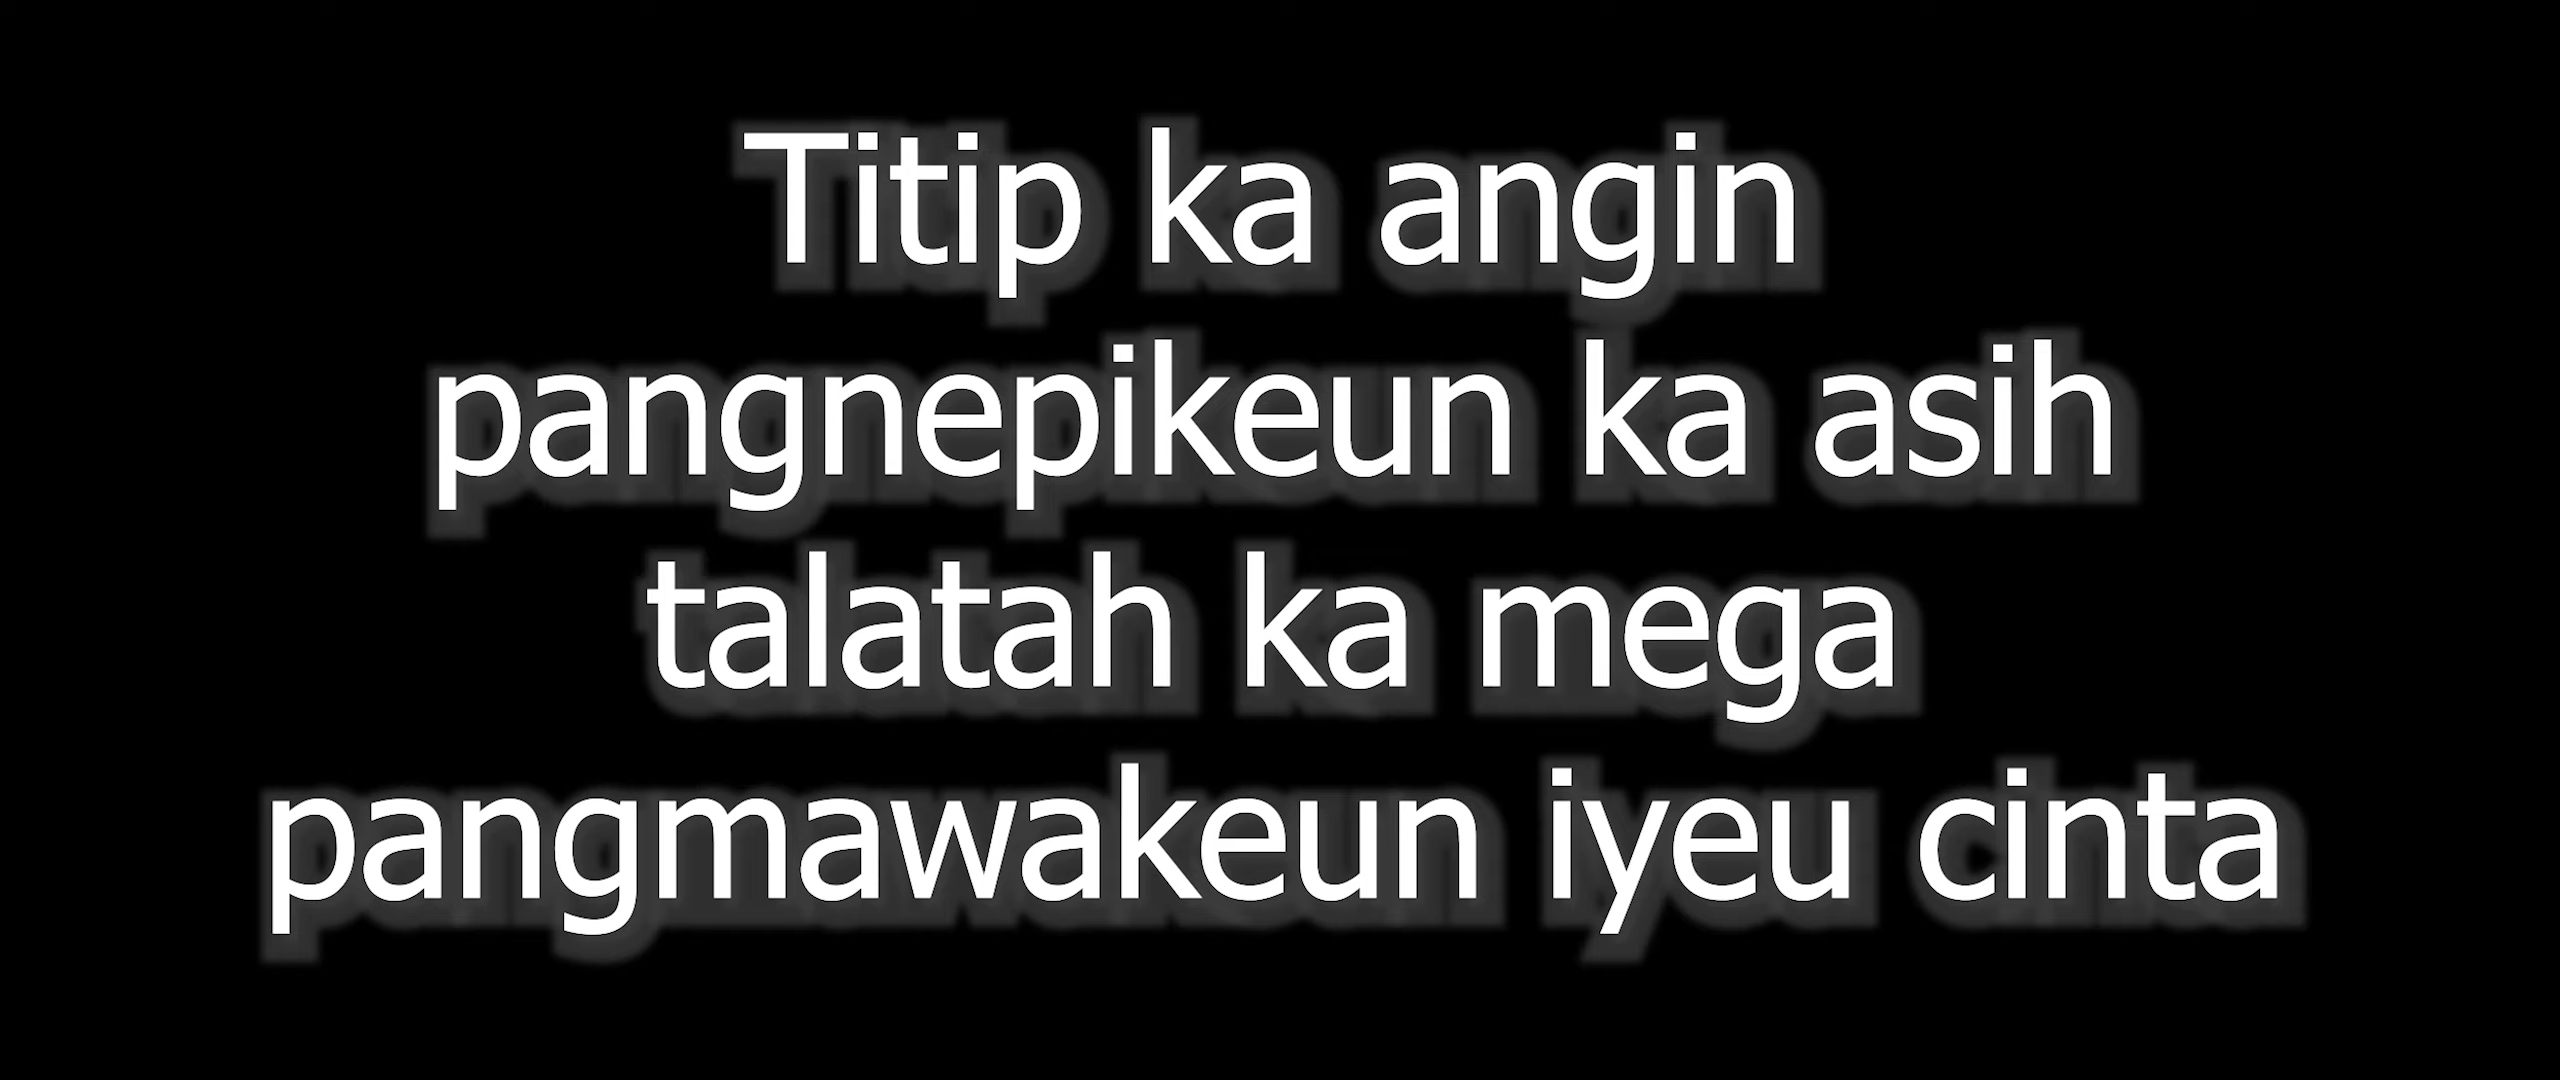 Titip ka angin
pangnepikeun ka asih
talatah ka mega
pangmawakeun iyeu cinta